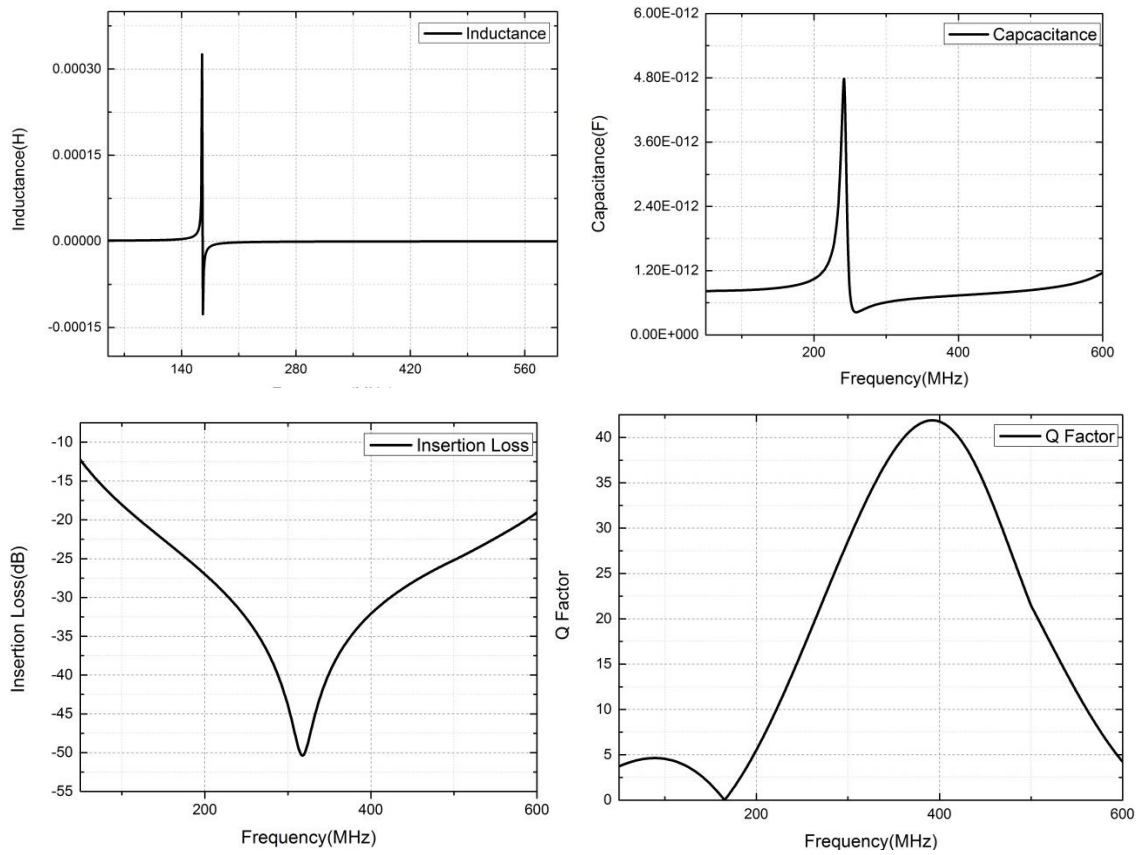 Inductance
0.00030
0.00015
0.00000
-0.00015
Inductance(H)
140 280 420 560
Capcacitance
6.00E-012
4.80E-012
3.60E-012
2.40E-012
1.20E-012
0.00E+000
Capacitance(F)
200 400 600
Frequency(MHz)
Insertion Loss
-10
-15
-20
-25
-30
-35
-40
-45
-50
-55
Insertion Loss(dB)
200 400 600
Frequency(MHz)
Q Factor
40
35
30
25
20
15
10
5
0
Q Factor
200 400 600
Frequency(MHz)